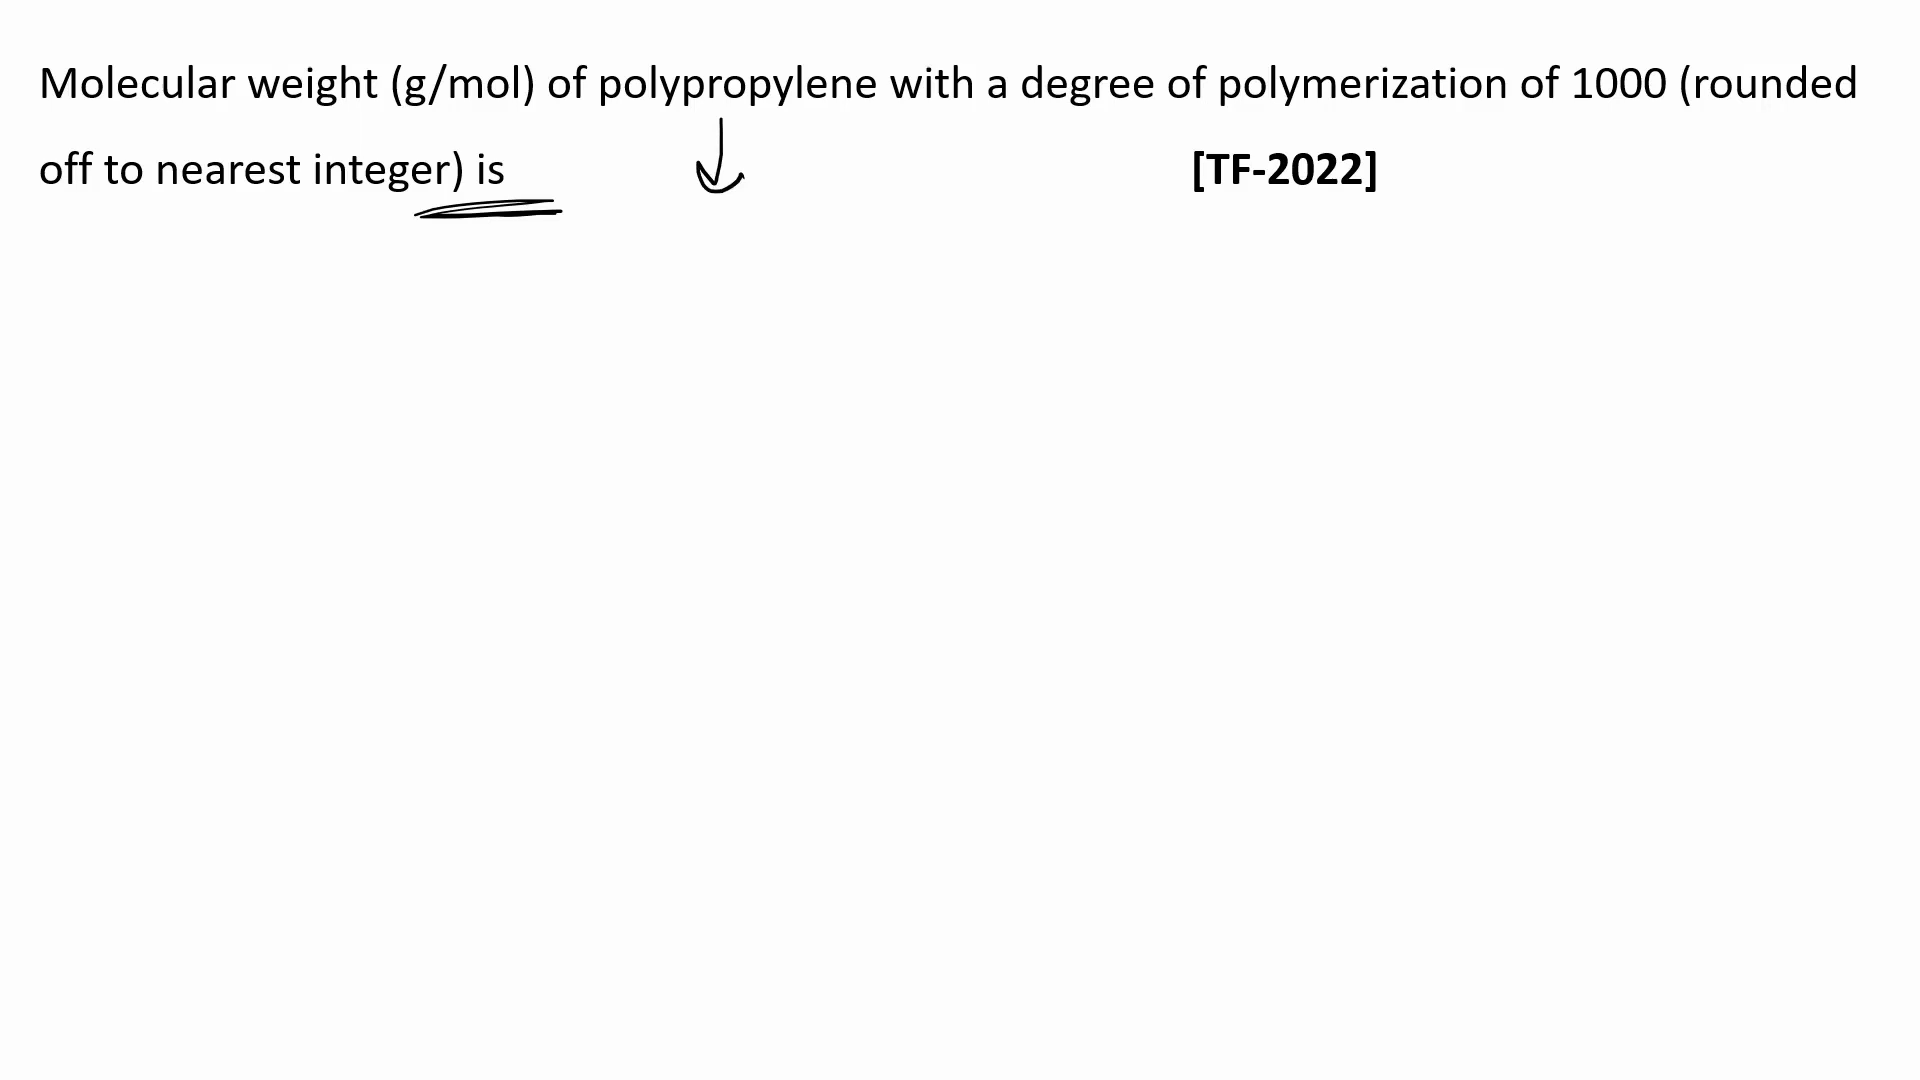 Molecular weight (g/mol) of polypropylene with a degree of polymerization of 1000 (rounded
off to nearest integer) is [TF-2022]